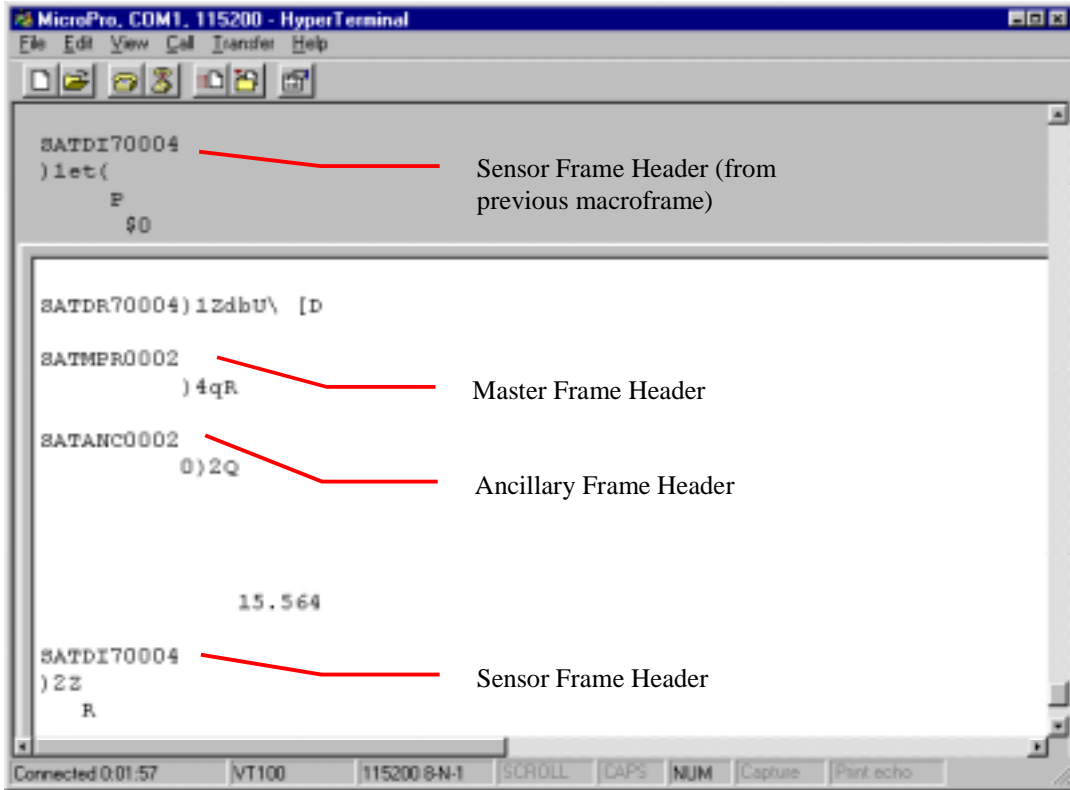 MicroPro, COM1, 115200 - HyperTerminal
File Edit View Call Transfer Help
SATDI70004
)1et(
P
$0
Sensor Frame Header (from
previous macroframe)
SATDR70004)1ZdbU\ [D
SATMPR0002
)4qR
Master Frame Header
SATANC0002
0)2Q
Ancillary Frame Header
15.564
SATDI70004
)2Z
R
Sensor Frame Header
Connected 0:01:57 VT100 115200 8-N-1 SCROLL CAPS NUM Capture Print echo